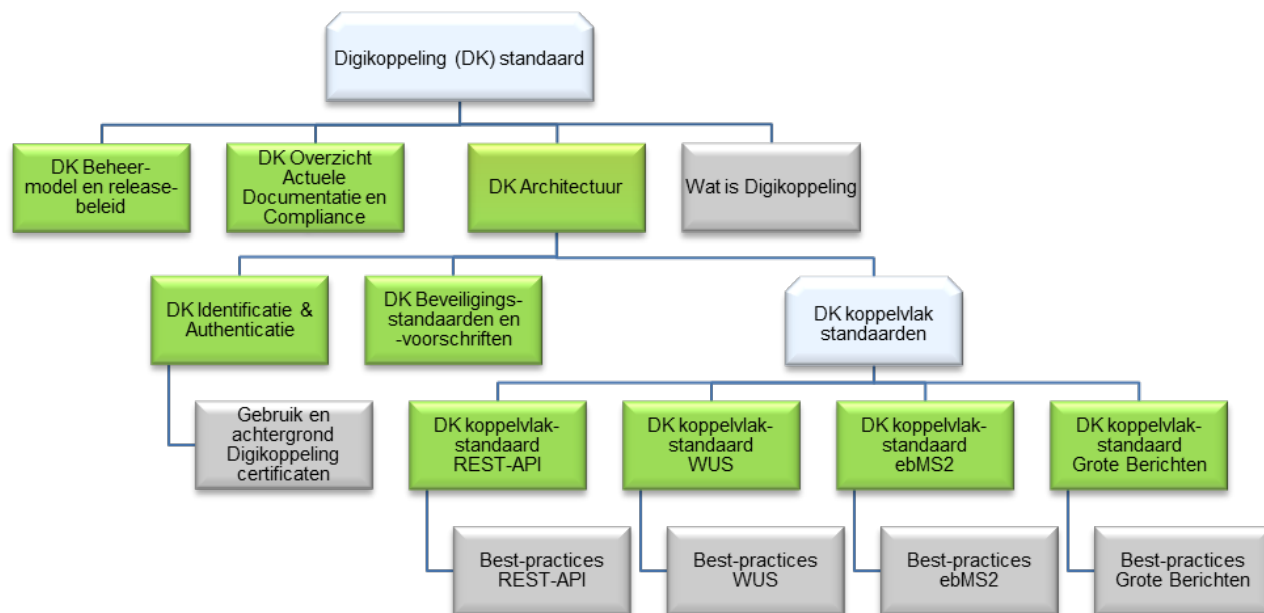 Digikoppeling (DK) standaard
DK Beheer-
model en release-
beleid
DK Overzicht
Actuele
Documentatie en
Compliance
DK Architectuur
Wat is Digikoppeling
DK Identificatie &
Authenticatie
DK Beveiligings-
standaarden en
-voorschriften
DK koppelvlak
standaarden
Gebruik en
achtergrond
Digikoppeling
certificaten
DK koppelvlak-
standaard
REST-API
DK koppelvlak-
standaard
WUS
DK koppelvlak-
standaard
ebMS2
DK koppelvlak-
standaard
Grote Berichten
Best-practices
REST-API
Best-practices
WUS
Best-practices
ebMS2
Best-practices
Grote Berichten